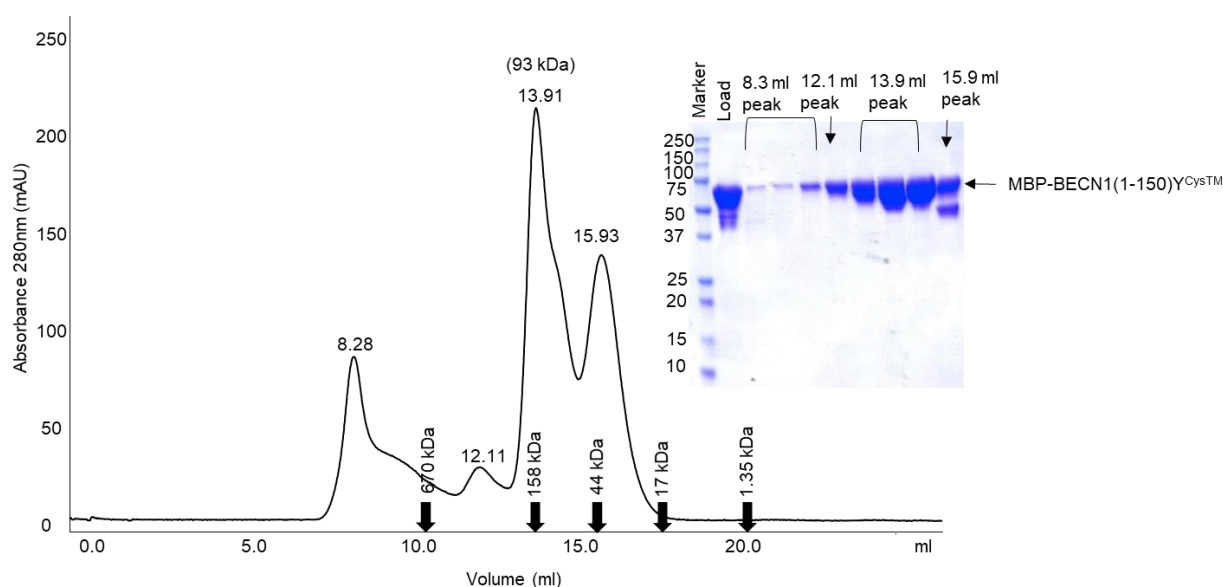 250
200
150
100
50
0
Absorbance 280nm (mAU)
0.0
5.0
10.0
15.0
20.0
ml
Volume (ml)
8.28
12.11
(93 kDa)
13.91
15.93
670 kDa
158 kDa
44 kDa
17 kDa
1.35 kDa
Marker
Load
8.3 ml
peak
12.1 ml
peak
13.9 ml
peak
15.9 ml
peak
250
150
100
75
50
37
25
20
15
10
MBP-BECN1(1-150)Y^CysTM